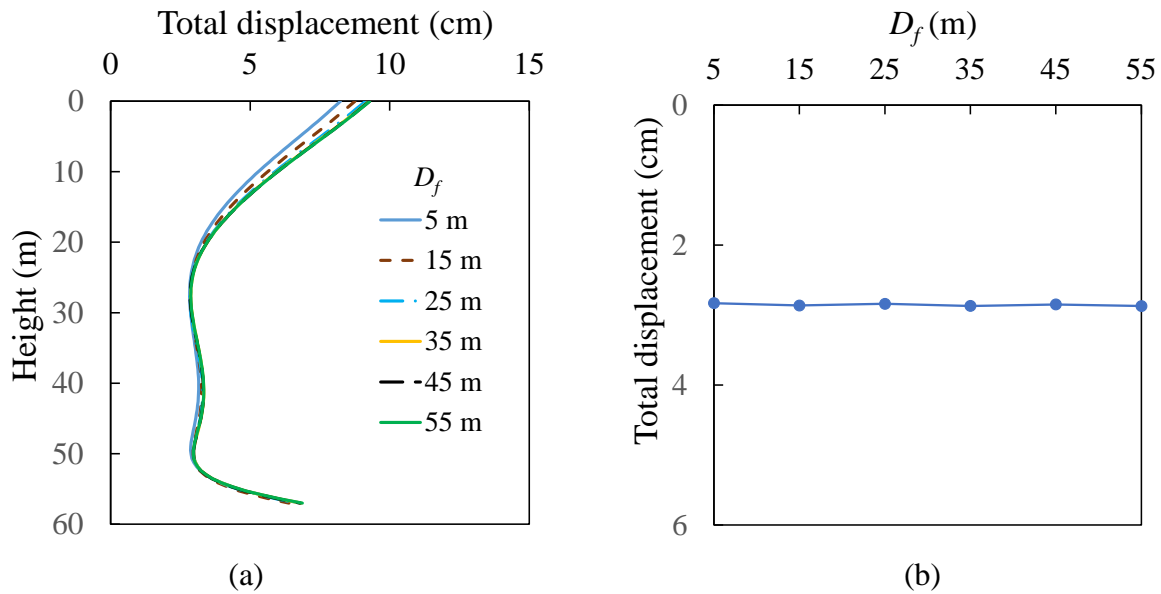 Total displacement (cm)
0 5 10 15
0
10
20
30
40
50
60
Height (m)
D_f
5 m
15 m
25 m
35 m
45 m
55 m
(a)
D_f (m)
5 15 25 35 45 55
0
2
4
6
Total displacement (cm)
(b)